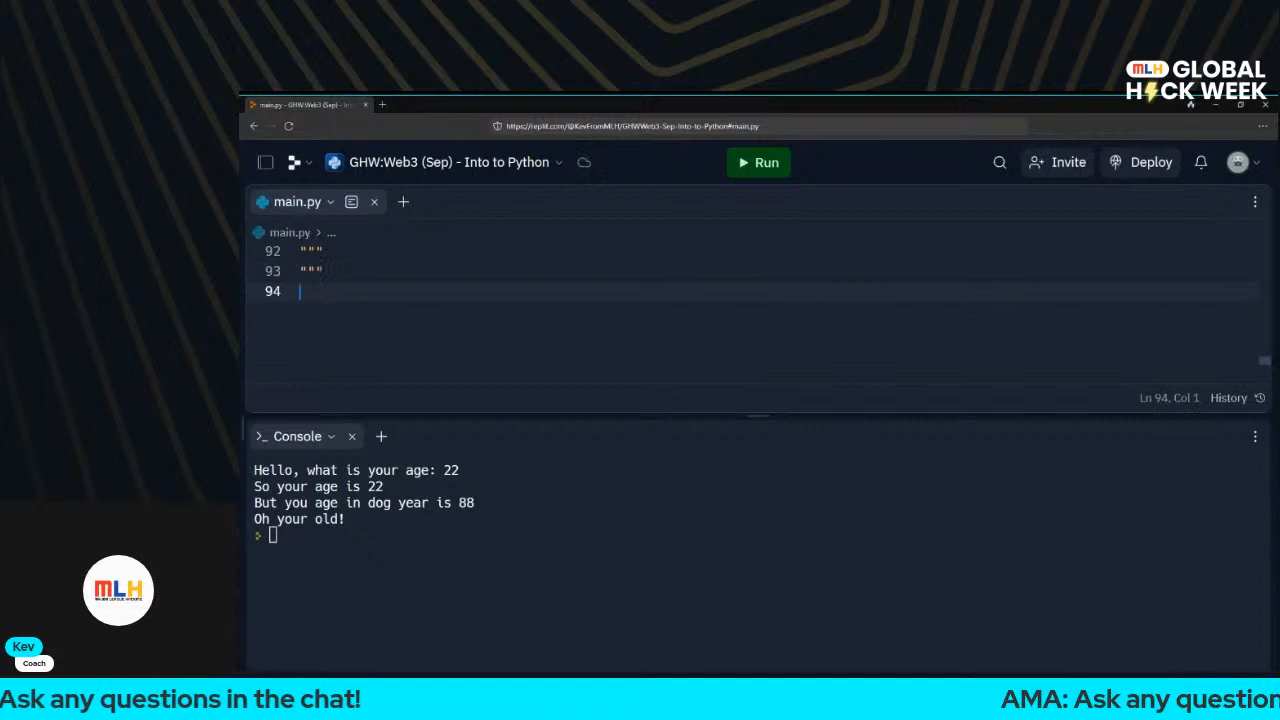 MLH GLOBAL
HACK WEEK
main.py - GHW:Web3 (Sep) - Into
https://replit.com/@KevFromMLH/GHWWeb3-Sep-Into-to-Python#main.py
GHW:Web3 (Sep) - Into to Python
Run
Invite
Deploy
main.py
main.py > ...
92 """
93 """
94
Ln 94, Col 1 History
Console
Hello, what is your age: 22
So your age is 22
But you age in dog year is 88
Oh your old!
MLH
MAJOR LEAGUE HACKING
Kev
Coach
Ask any questions in the chat!
AMA: Ask any question